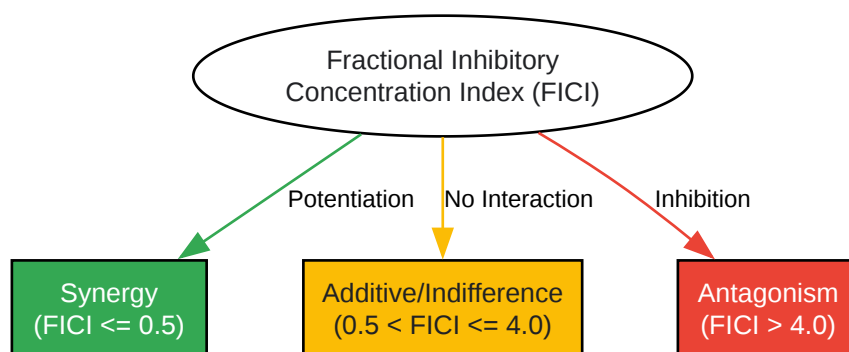 Fractional Inhibitory
Concentration Index (FICI)
Potentiation
No Interaction
Inhibition
Synergy
(FICI <= 0.5)
Additive/Indifference
(0.5 < FICI <= 4.0)
Antagonism
(FICI > 4.0)